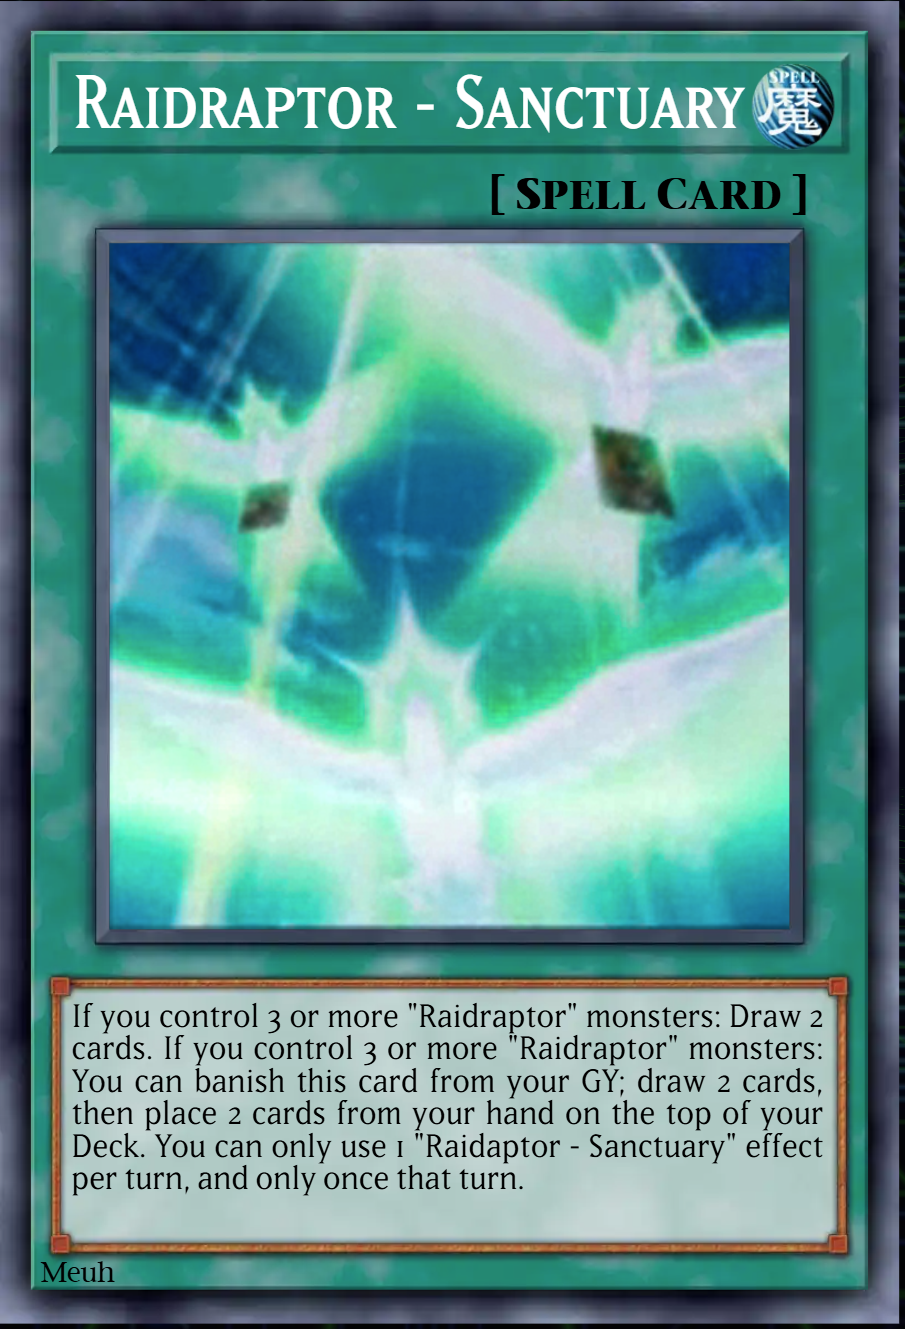 RAIDRAPTOR - SANCTUARY
SPELL
魔
[ SPELL CARD ]
If you control 3 or more "Raidraptor" monsters: Draw 2
cards. If you control 3 or more "Raidraptor" monsters:
You can banish this card from your GY; draw 2 cards,
then place 2 cards from your hand on the top of your
Deck. You can only use 1 "Raidaptor - Sanctuary" effect
per turn, and only once that turn.
Meuh